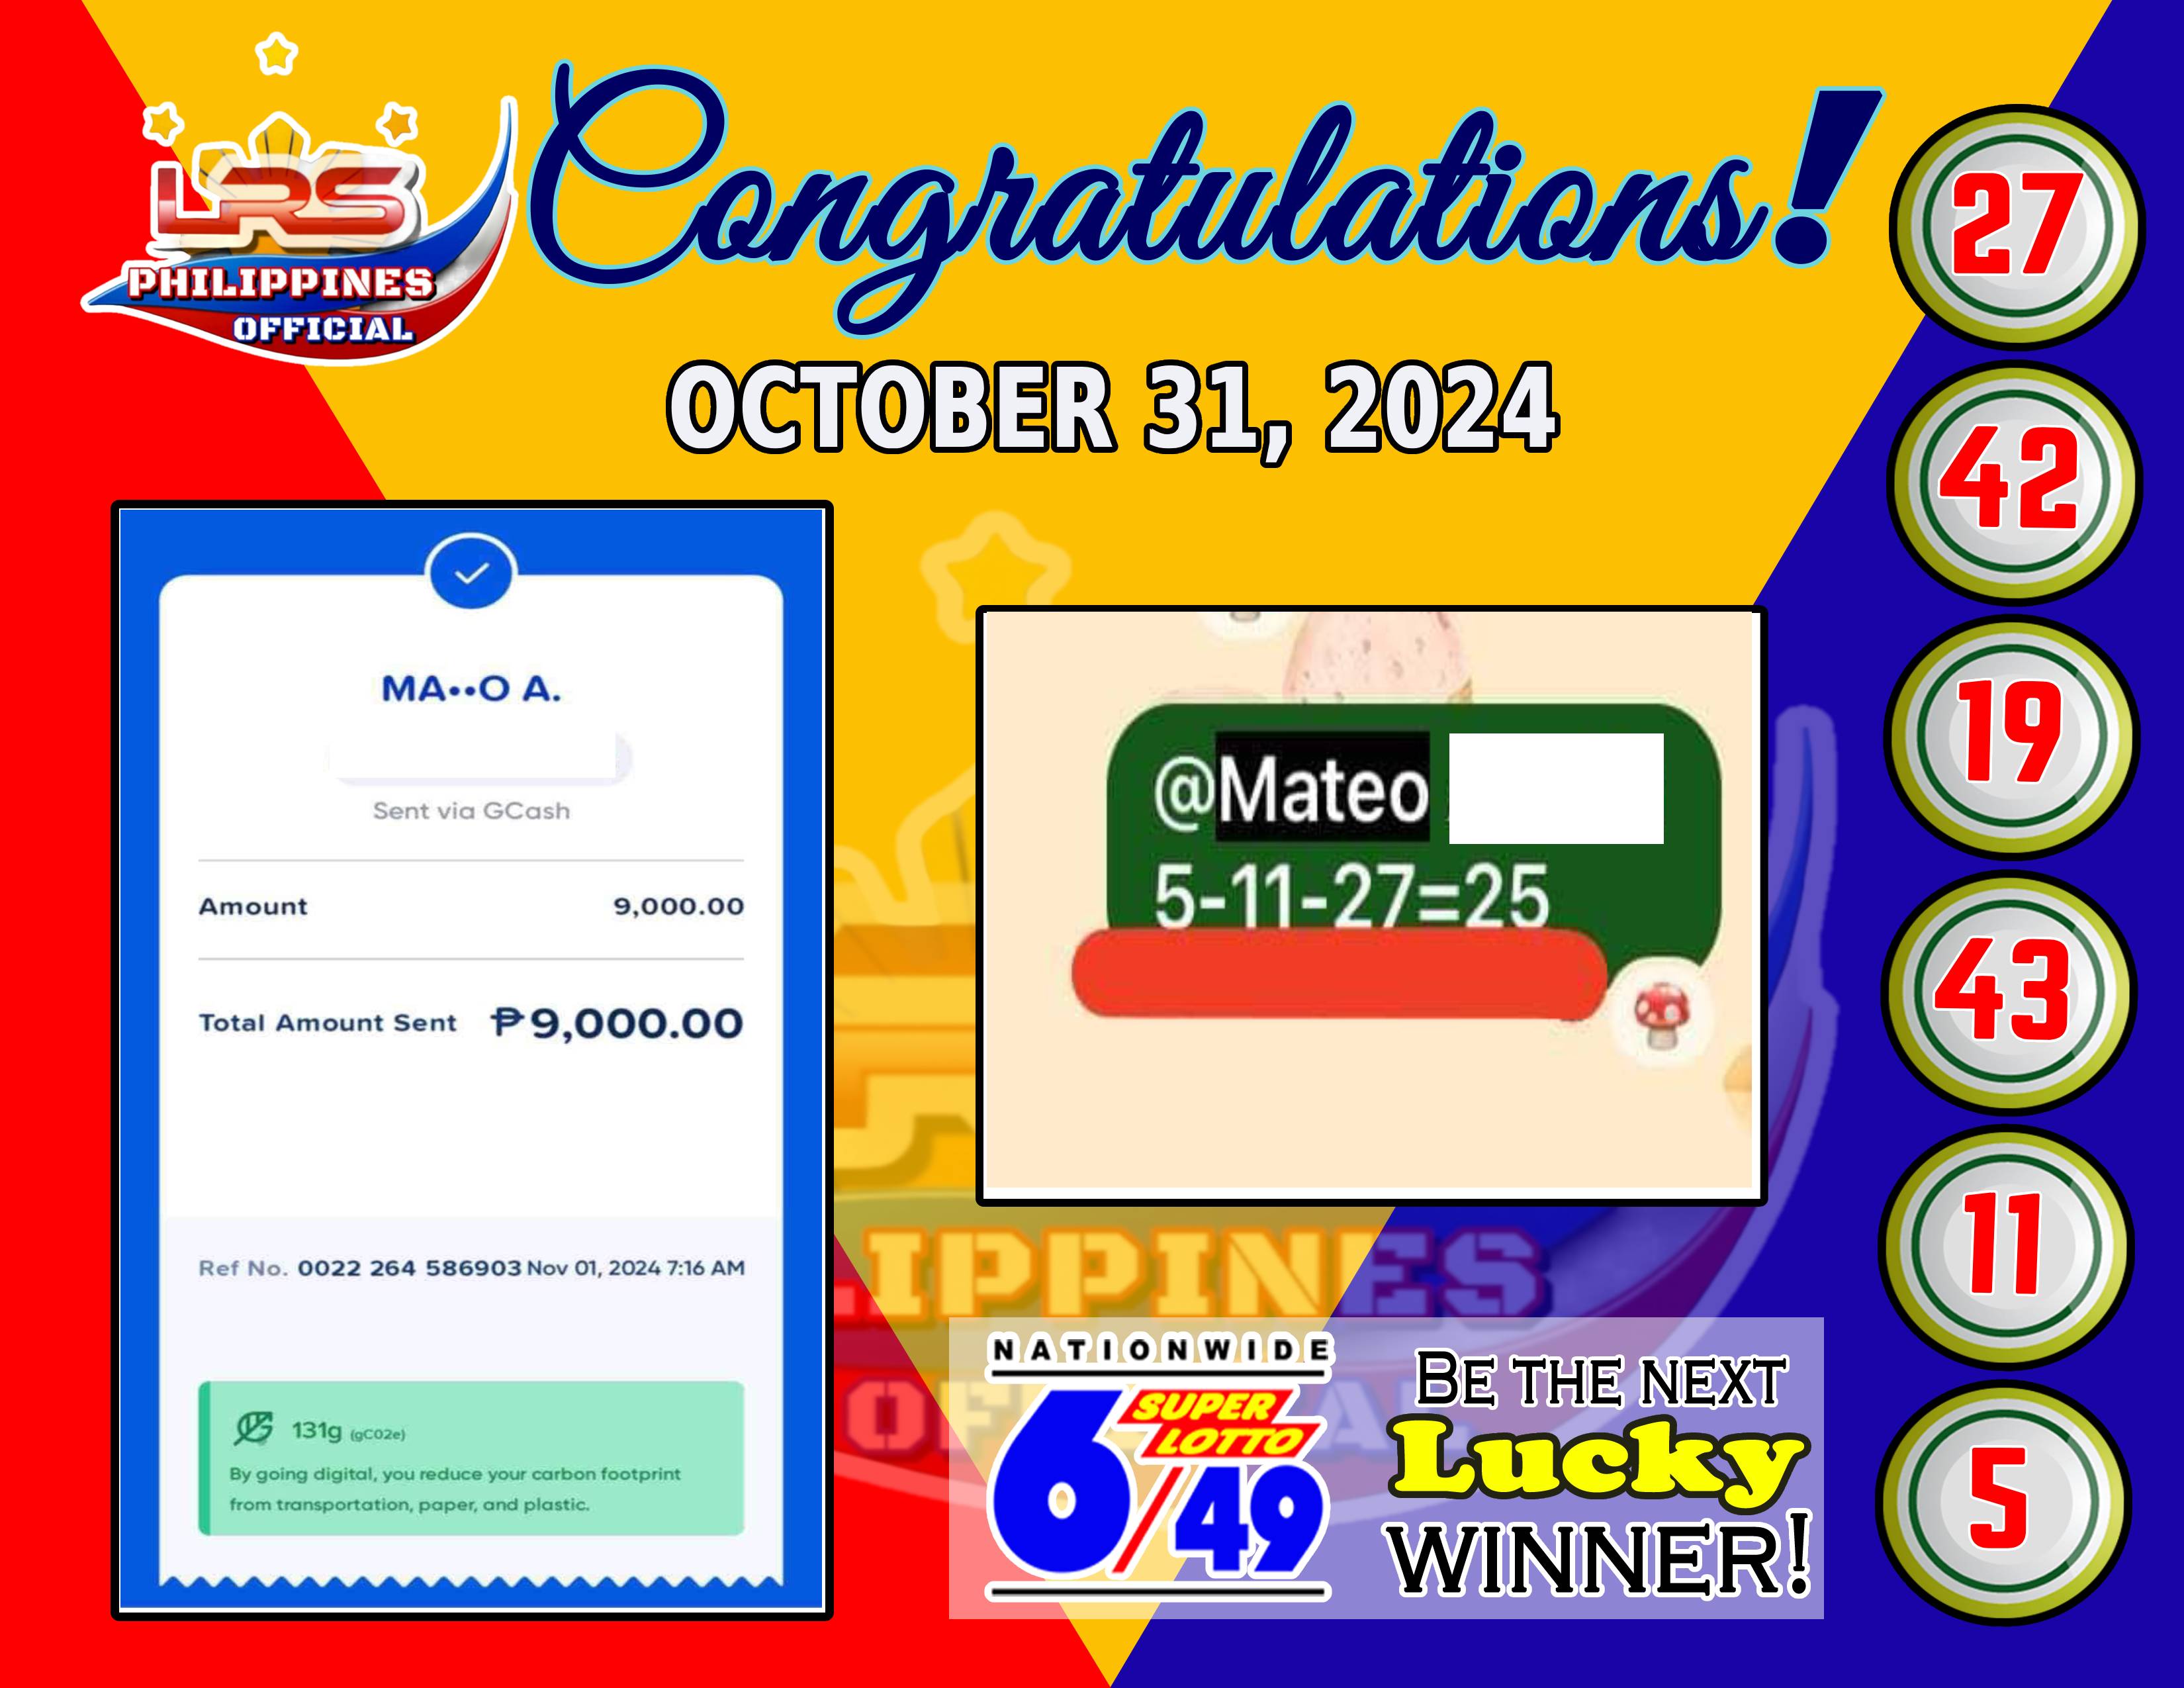 LRS
PHILIPPINES
OFFICIAL
Congratulations!
OCTOBER 31, 2024
MA••O A.
Sent via GCash
Amount 9,000.00
Total Amount Sent ₱9,000.00
Ref No. 0022 264 586903 Nov 01, 2024 7:16 AM
131g (gCO2e)
By going digital, you reduce your carbon footprint
from transportation, paper, and plastic.
@Mateo
5-11-27=25
IPPINES
NATIONWIDE
SUPER
LOTTO
6/49
BE THE NEXT
Lucky
WINNER!
27
42
19
43
11
5